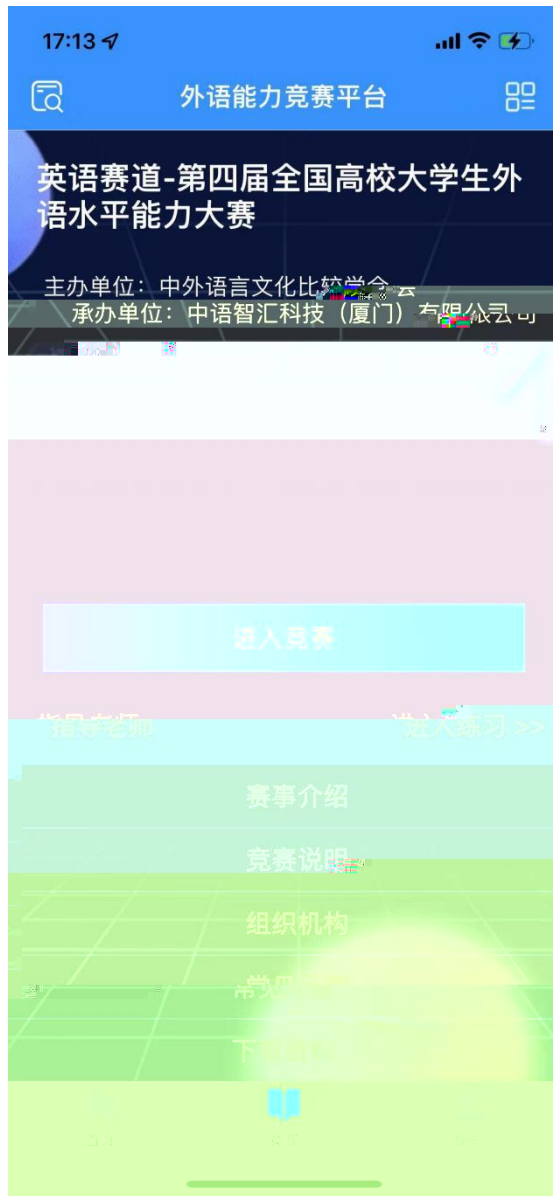 17:13
外语能力竞赛平台
英语赛道-第四届全国高校大学生外
语水平能力大赛
主办单位：中外语言文化比较学会
承办单位：中语智汇科技（厦门）有限公司
进入竞赛
指导老师
进入练习 >>
赛事介绍
竞赛说明
组织机构